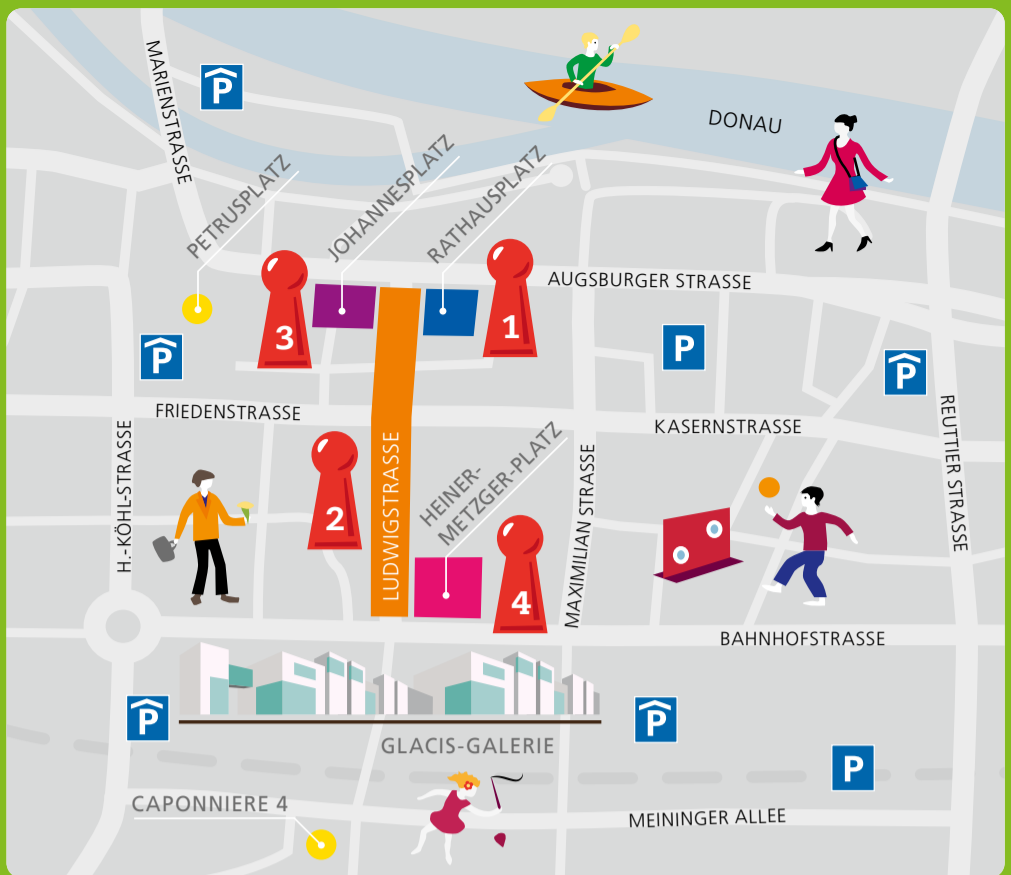 MARIENSTRASSE
P
DONAU
PETRUSPLATZ
JOHANNESPLATZ
RATHAUSPLATZ
AUGSBURGER STRASSE
3
1
P
P
P
FRIEDENSTRASSE
KASERNSTRASSE
H.-KÖHL-STRASSE
LUDWIGSTRASSE
HEINER-
METZGER-PLATZ
MAXIMILIAN STRASSE
REUTTIER STRASSE
2
4
BAHNHOFSTRASSE
P
P
GLACIS-GALERIE
P
CAPONNIERE 4
MEININGER ALLEE